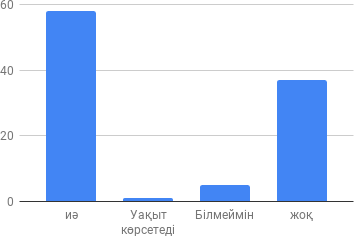 60
40
20
0
иә
Уақыт
көрсетеді
Білмеймін
жоқ